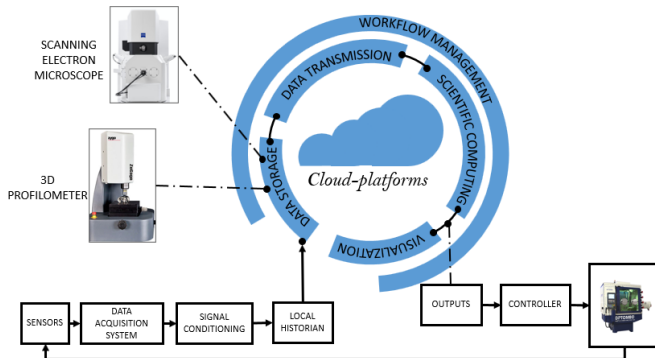 WORKFLOW MANAGEMENT
SCANNING
ELECTRON
MICROSCOPE
DATA TRANSMISSION
SCIENTIFIC COMPUTING
3D
PROFILOMETER
DATA STORAGE
Cloud-platforms
VISUALIZATION
SENSORS
DATA
ACQUISITION
SYSTEM
SIGNAL
CONDITIONING
LOCAL
HISTORIAN
OUTPUTS
CONTROLLER
OPTOMEC